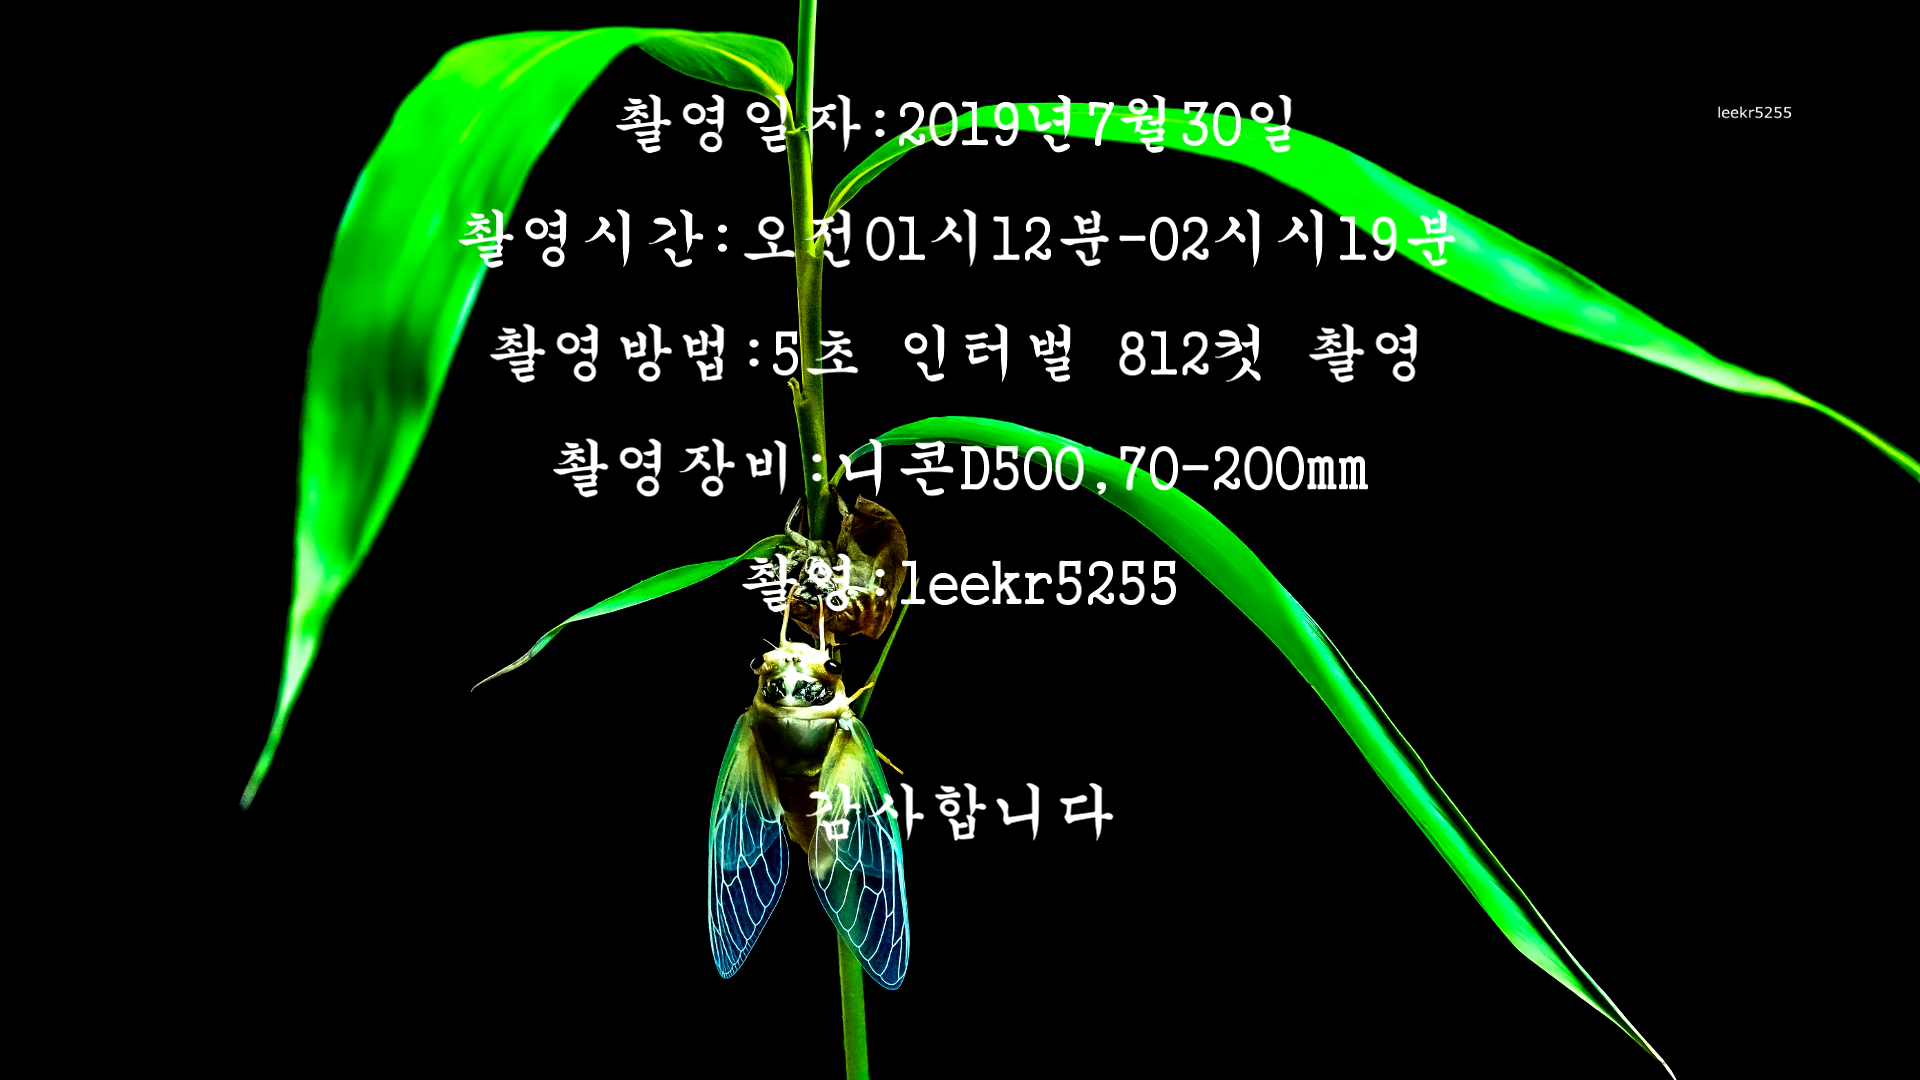 촬영일자:2019년7월30일
leekr5255
촬영시간:오전01시12분-02시시19분
촬영방법:5초 인터벌 812컷 촬영
촬영장비:니콘D500,70-200mm
촬영:leekr5255
감사합니다